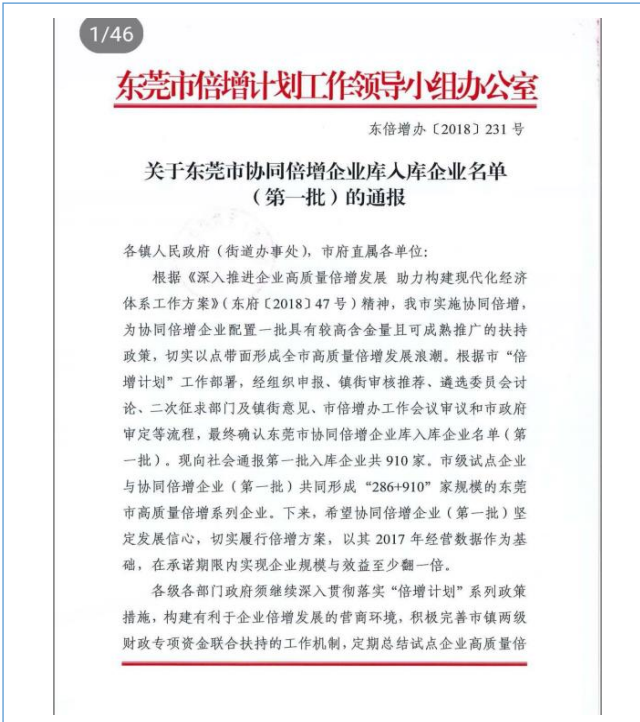 1/46
东莞市倍增计划工作领导小组办公室
东倍增办〔2018〕231 号
关于东莞市协同倍增企业库入库企业名单
（第一批）的通报
各镇人民政府（街道办事处），市府直属各单位：
根据《深入推进企业高质量倍增发展 助力构建现代化经济
体系工作方案》（东府〔2018〕47 号）精神，我市实施协同倍增，
为协同倍增企业配置一批具有较高含金量且可成熟推广的扶持
政策，切实以点带面形成全市高质量倍增发展浪潮。根据市“倍
增计划”工作部署，经组织申报、镇街审核推荐、遴选委员会讨
论、二次征求部门及镇街意见、市倍增办工作会议审议和市政府
审定等流程，最终确认东莞市协同倍增企业库入库企业名单（第
一批）。现向社会通报第一批入库企业共 910 家。市级试点企业
与协同倍增企业（第一批）共同形成“286+910”家规模的东莞
市高质量倍增系列企业。下来，希望协同倍增企业（第一批）坚
定发展信心，切实履行倍增方案，以其 2017 年经营数据作为基
础，在承诺期限内实现企业规模与效益至少翻一倍。
各级各部门政府须继续深入贯彻落实“倍增计划”系列政策
措施，构建有利于企业倍增发展的营商环境，积极完善市镇两级
财政专项资金联合扶持的工作机制，定期总结试点企业高质量倍